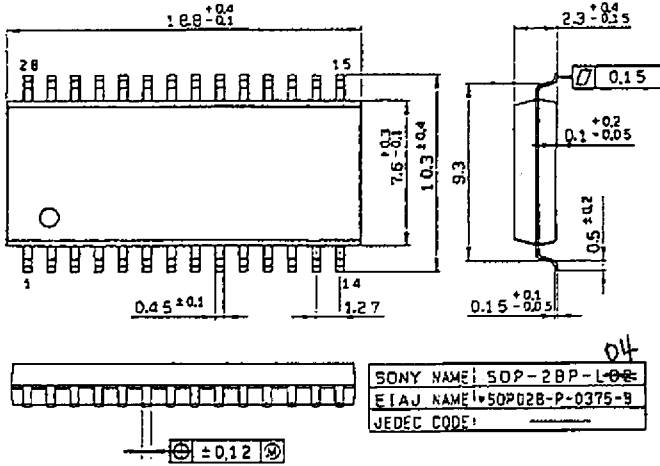 18.8 +0.4 -0.1
2.3 +0.4 -0.15
28
15
0.15
7.6 +0.3 -0.1
10.3 ±0.4
9.3
0.1 +0.2 -0.05
0.5 ±0.2
1
14
0.45 ±0.1
1.27
0.15 +0.1 -0.05
04
SONY NAME SOP-28P-L02
EIAJ NAME *SOP028-P-0375-
JEDEC CODE
⌖ ±0.12 Ⓜ